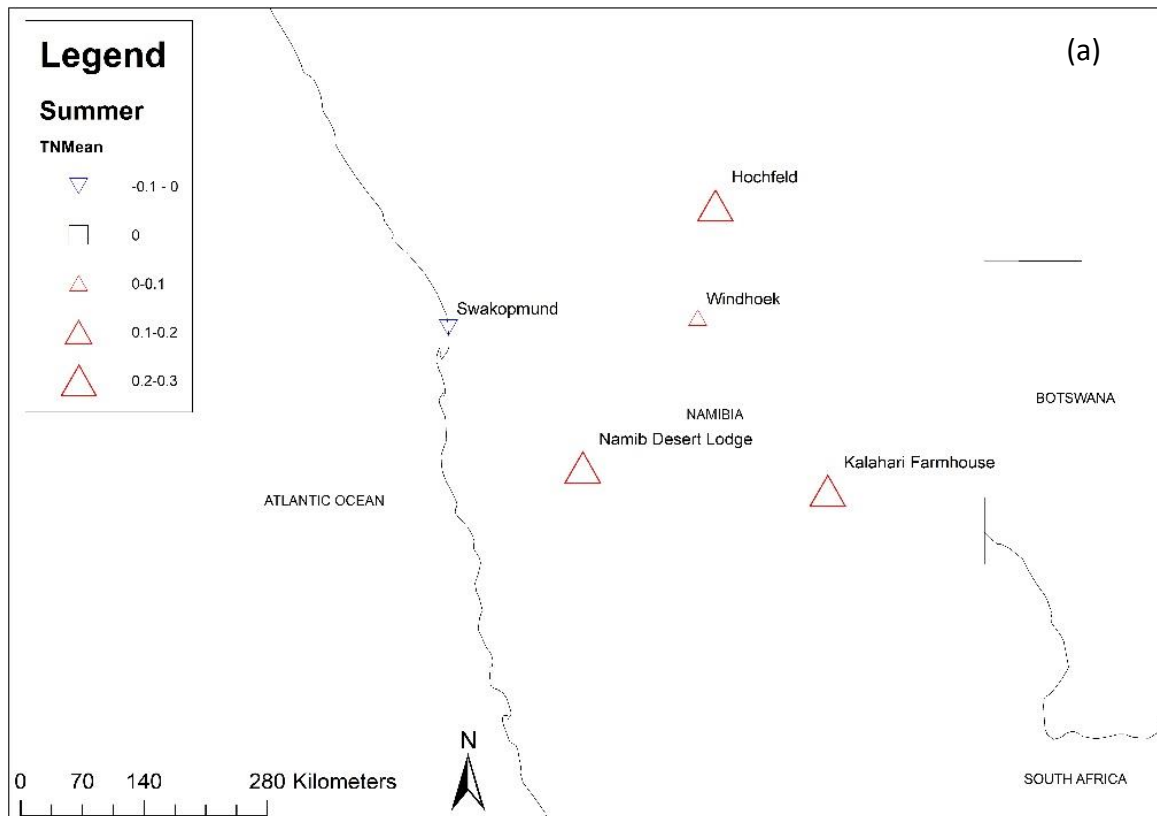 (a)
Legend
Summer
TNMean
-0.1 - 0
0
0-0.1
0.1-0.2
0.2-0.3
Hochfeld
Windhoek
Swakopmund
BOTSWANA
NAMIBIA
Namib Desert Lodge
Kalahari Farmhouse
ATLANTIC OCEAN
N
0 70 140 280 Kilometers
SOUTH AFRICA